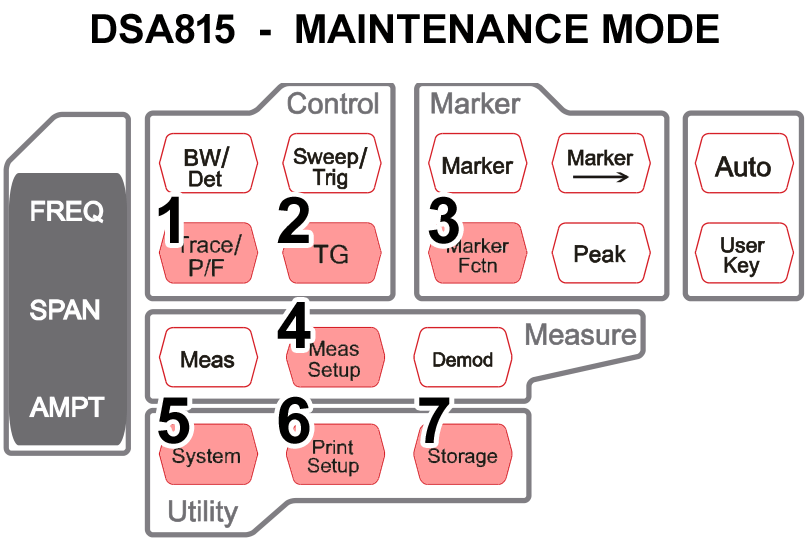 DSA815 - MAINTENANCE MODE
FREQ
SPAN
AMPT
Control
BW/
Det
Sweep/
Trig
1
Trace/
P/F
2
TG
Marker
Marker
Marker
3
Marker
Fctn
Peak
Auto
User
Key
Measure
Meas
4
Meas
Setup
Demod
5
System
6
Print
Setup
7
Storage
Utility